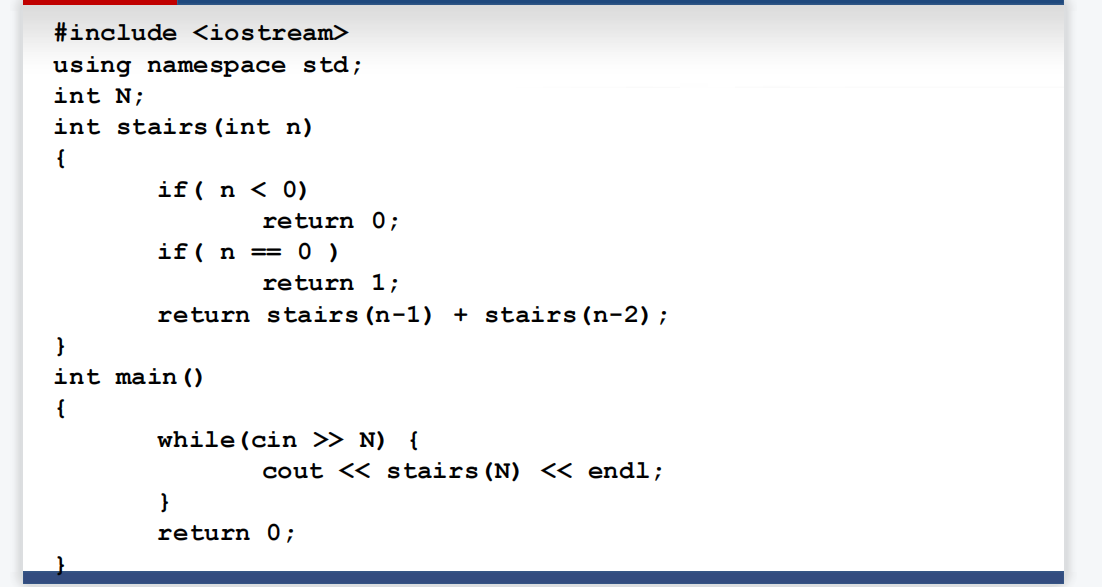 #include <iostream>
using namespace std;
int N;
int stairs(int n)
{
if( n < 0)
return 0;
if( n == 0 )
return 1;
return stairs(n-1) + stairs(n-2);
}
int main()
{
while(cin >> N) {
cout << stairs(N) << endl;
}
return 0;
}